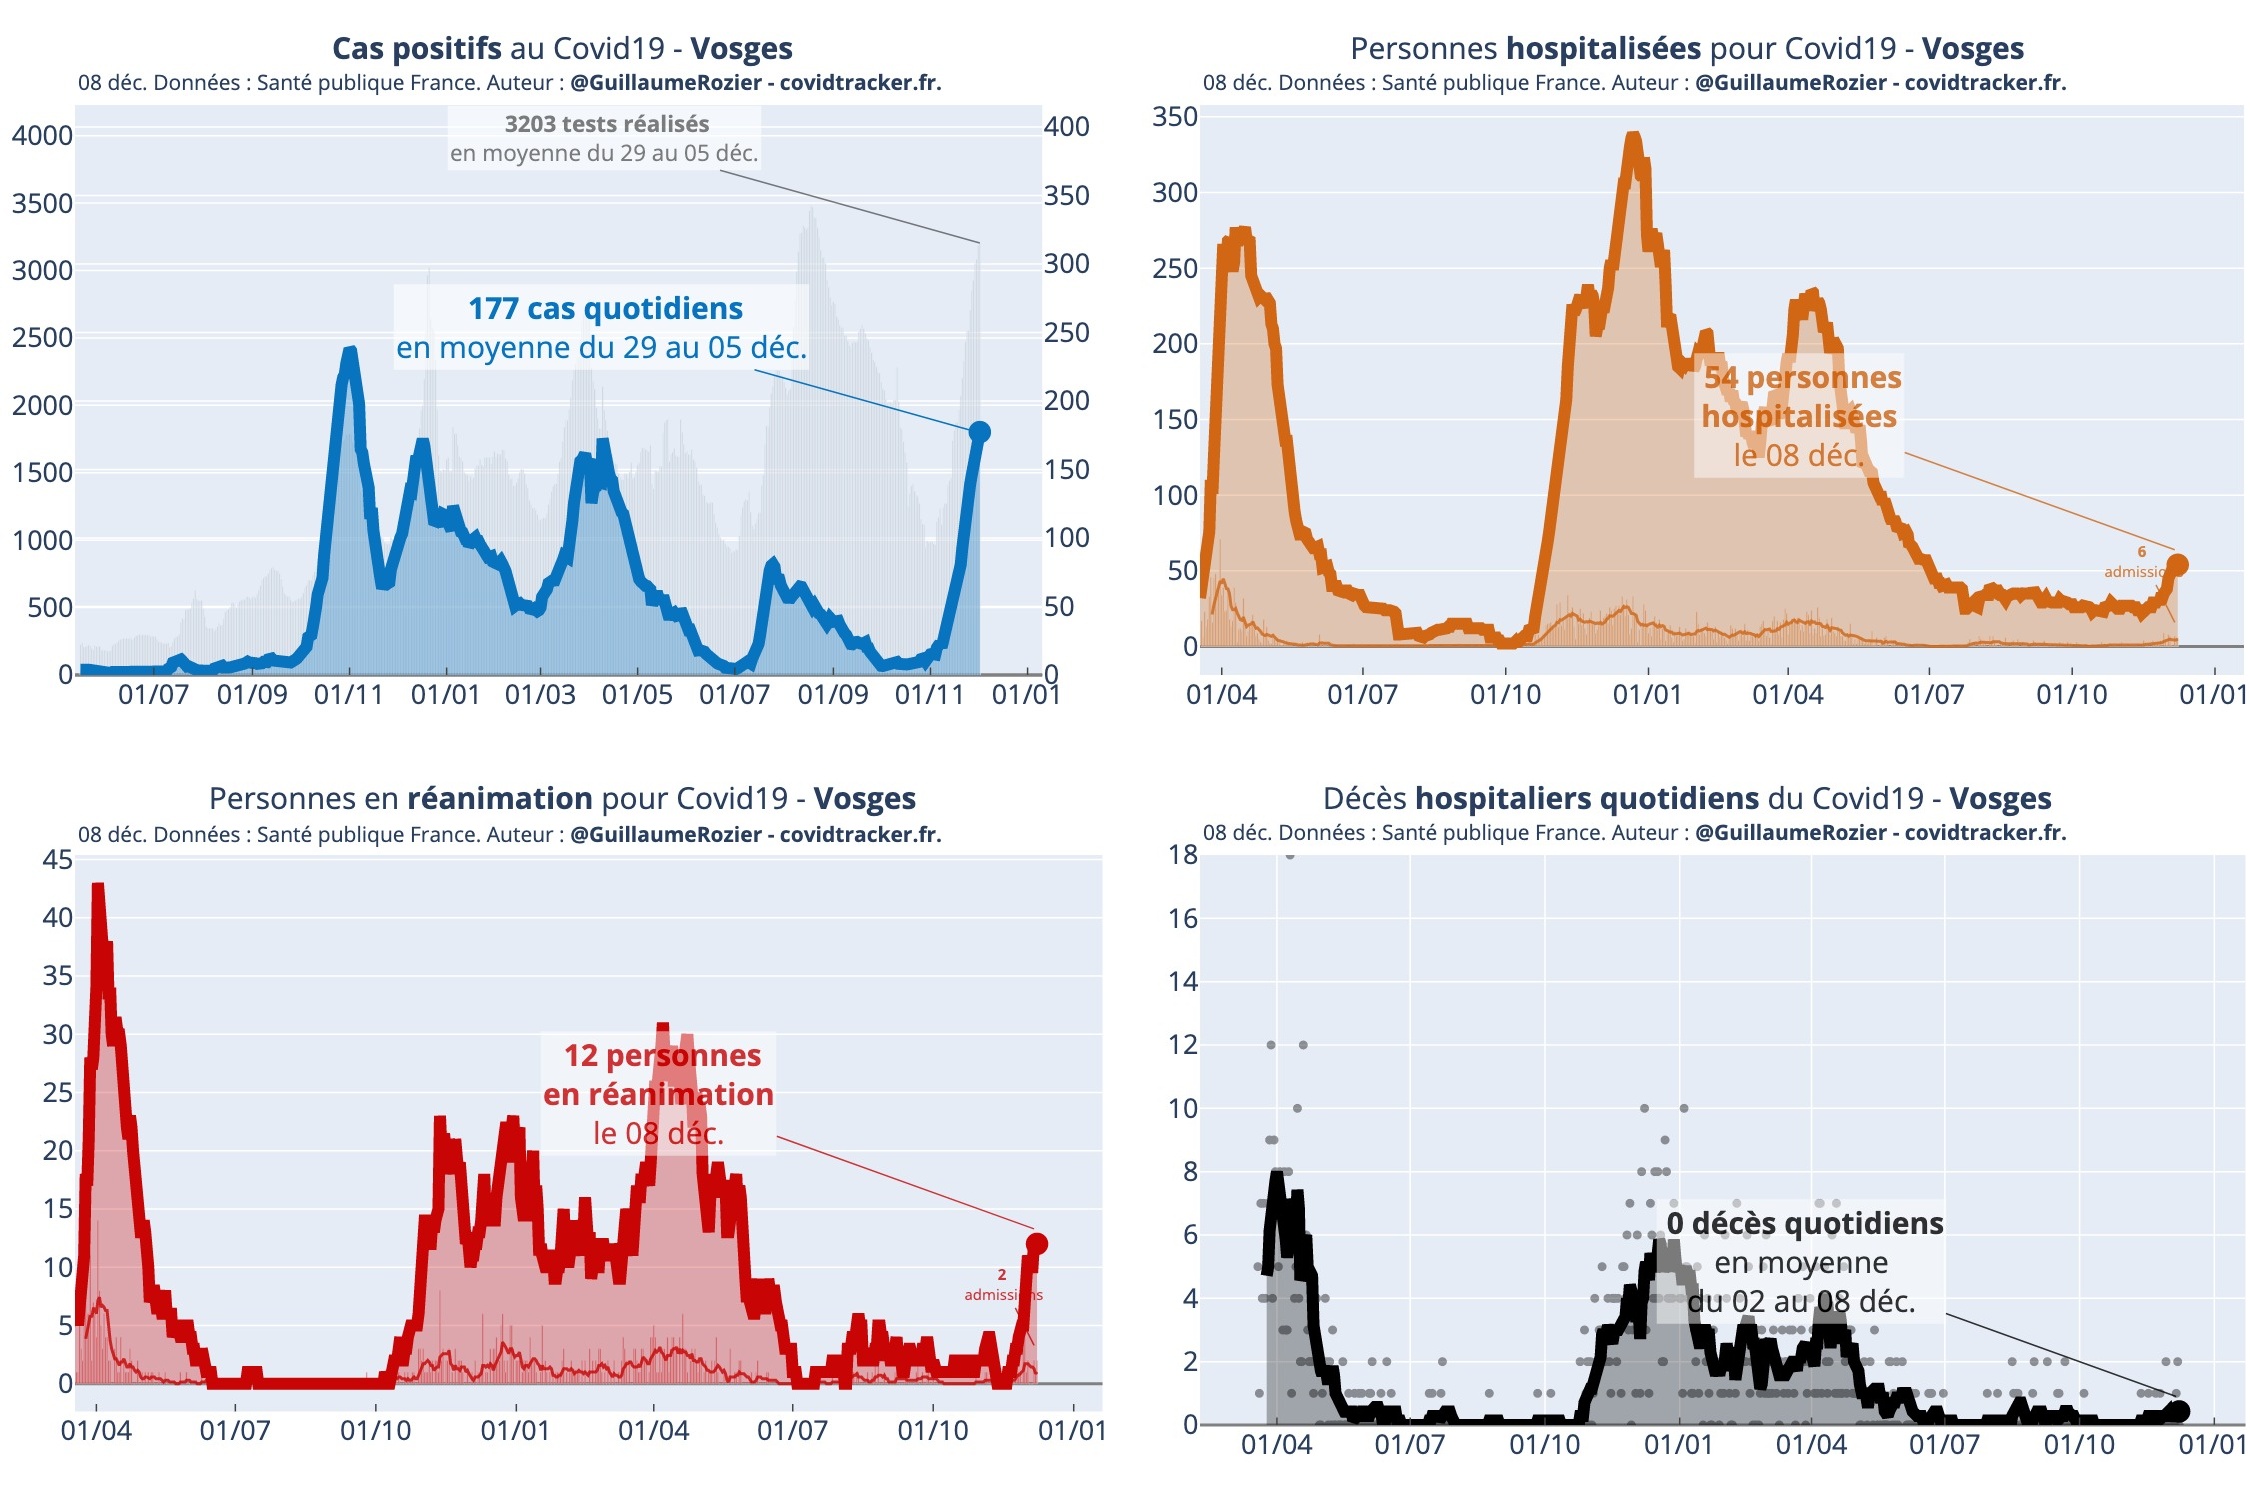 Cas positifs au Covid19 - Vosges
08 déc. Données : Santé publique France. Auteur : @GuillaumeRozier - covidtracker.fr.
3203 tests réalisés
en moyenne du 29 au 05 déc.
177 cas quotidiens
en moyenne du 29 au 05 déc.
4000
3500
3000
2500
2000
1500
1000
500
0
400
350
300
250
200
150
100
50
0
01/07 01/09 01/11 01/01 01/03 01/05 01/07 01/09 01/11 01/01
Personnes hospitalisées pour Covid19 - Vosges
08 déc. Données : Santé publique France. Auteur : @GuillaumeRozier - covidtracker.fr.
350
300
250
200
150
100
50
0
54 personnes
hospitalisées
le 08 déc.
6
admissio
01/04 01/07 01/10 01/01 01/04 01/07 01/10 01/01
Personnes en réanimation pour Covid19 - Vosges
08 déc. Données : Santé publique France. Auteur : @GuillaumeRozier - covidtracker.fr.
45
40
35
30
25
20
15
10
5
0
12 personnes
en réanimation
le 08 déc.
2
admissions
01/04 01/07 01/10 01/01 01/04 01/07 01/10 01/01
Décès hospitaliers quotidiens du Covid19 - Vosges
08 déc. Données : Santé publique France. Auteur : @GuillaumeRozier - covidtracker.fr.
18
16
14
12
10
8
6
4
2
0
0 décès quotidiens
en moyenne
du 02 au 08 déc.
01/04 01/07 01/10 01/01 01/04 01/07 01/10 01/01